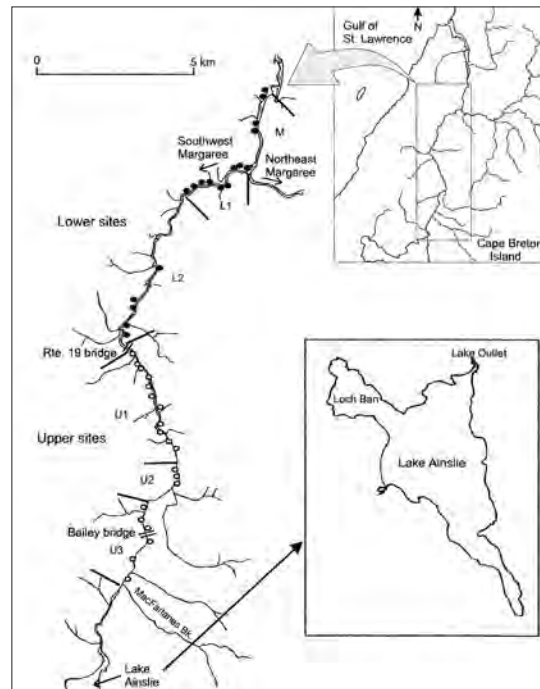 Gulf of
St. Lawrence
N
0
5 km
M
Southwest
Margaree
Northeast
Margaree
L1
Lower sites
Cape Breton
Island
L2
Rte. 19 bridge
Lake Outlet
Loch Ban
U1
Upper sites
Lake Ainslie
U2
Bailey bridge
U3
MacFarlanes Bk.
Lake
Ainslie